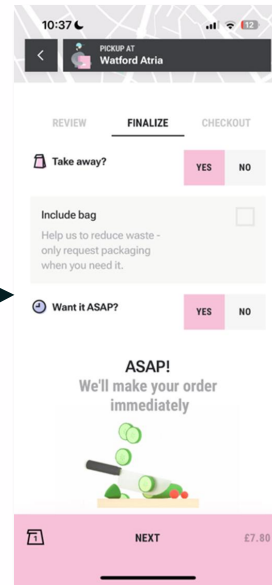 10:37
12
PICKUP AT
Watford Atria
REVIEW FINALIZE CHECKOUT
Take away? YES NO
Include bag
Help us to reduce waste -
only request packaging
when you need it.
Want it ASAP? YES NO
ASAP!
We'll make your order
immediately
1 NEXT £7.80